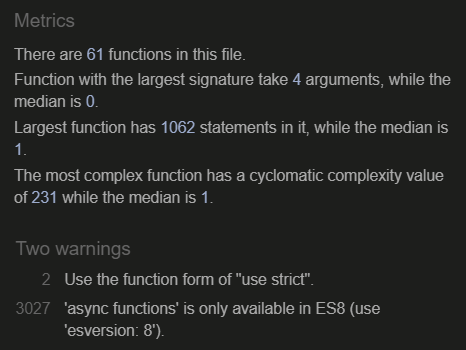 Metrics
There are 61 functions in this file.
Function with the largest signature take 4 arguments, while the
median is 0.
Largest function has 1062 statements in it, while the median is
1.
The most complex function has a cyclomatic complexity value
of 231 while the median is 1.
Two warnings
2 Use the function form of "use strict".
3027 'async functions' is only available in ES8 (use
'esversion: 8').